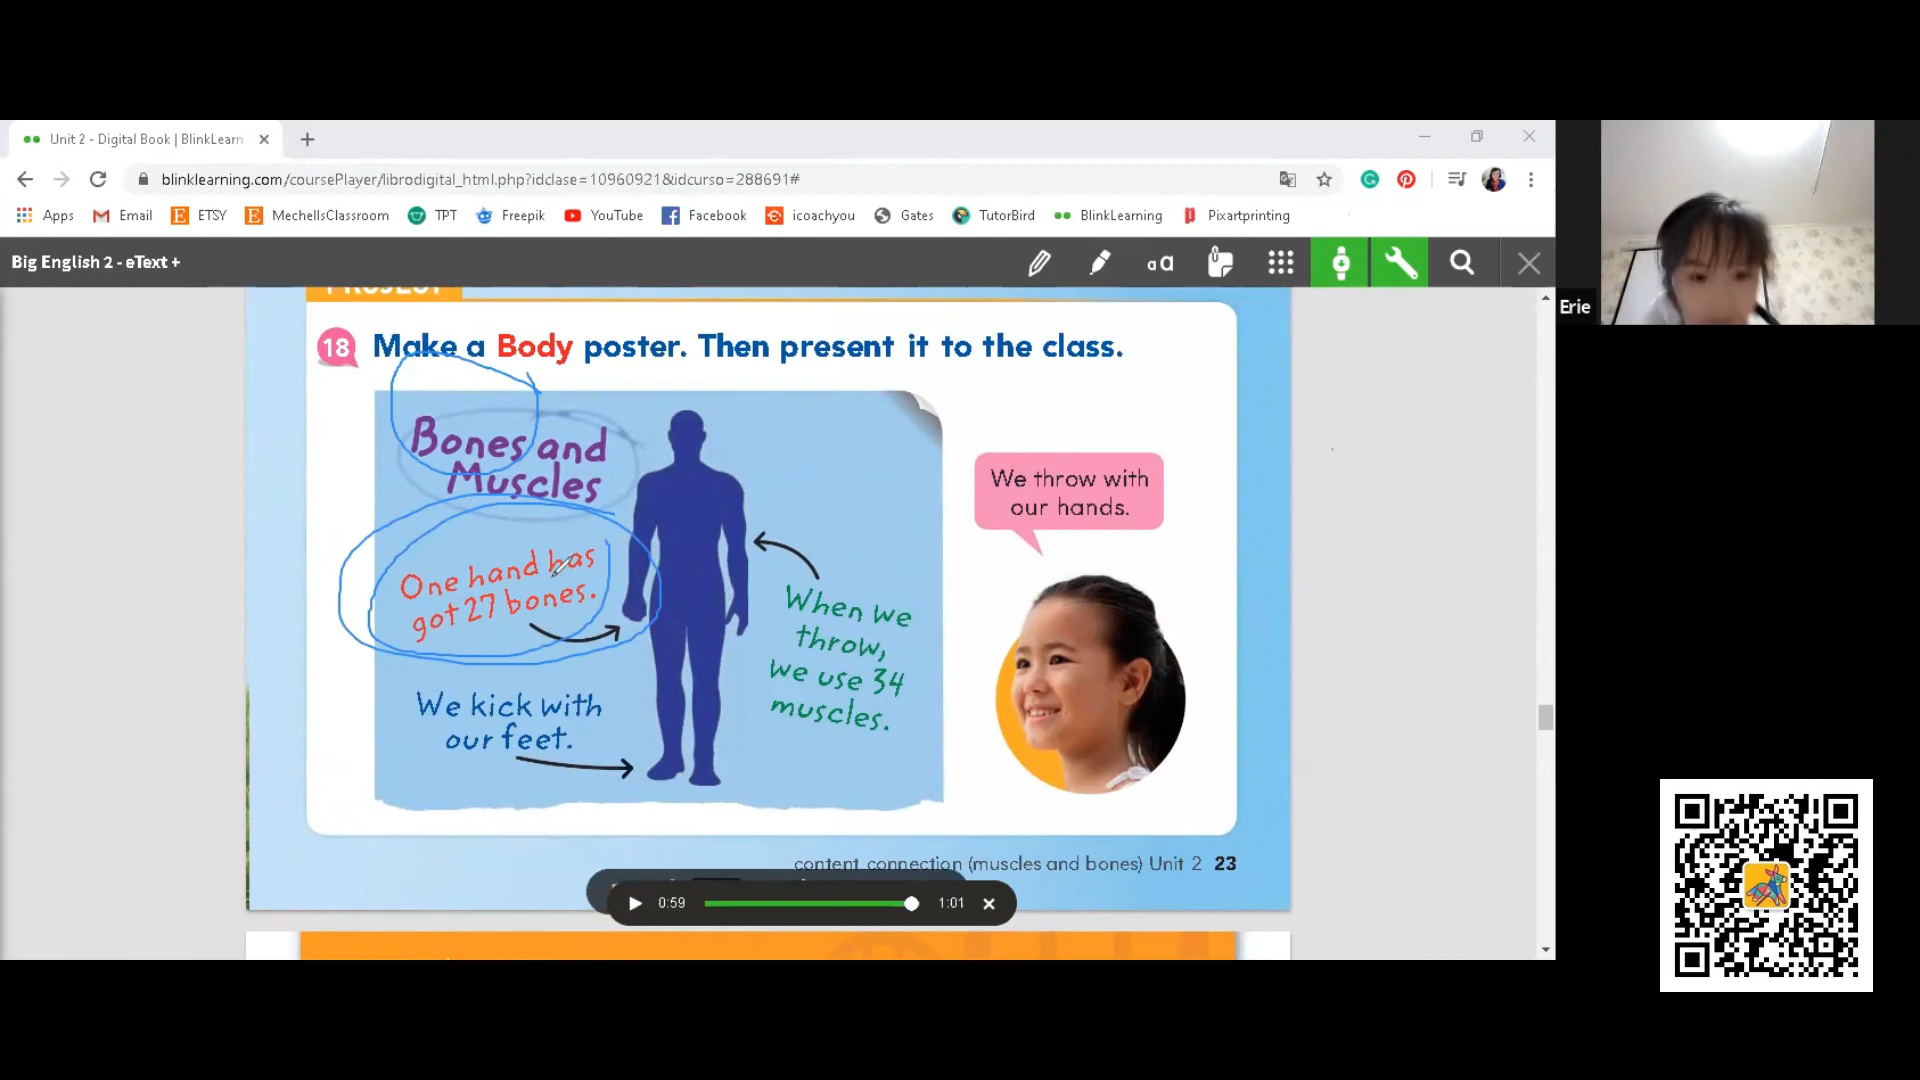 Unit 2 - Digital Book | BlinkLearn
blinklearning.com/coursePlayer/librodigital_html.php?idclase=10960921&idcurso=288691#
Apps Email ETSY MechellsClassroom TPT Freepik YouTube Facebook icoachyou Gates TutorBird BlinkLearning Pixartprinting
Big English 2 - eText +
aa
PROJECT
18 Make a Body poster. Then present it to the class.
Bones and
Muscles
One hand has
got 27 bones.
We kick with
our feet.
When we
throw,
we use 34
muscles.
We throw with
our hands.
content connection (muscles and bones) Unit 2 23
0:59 1:01
Erie